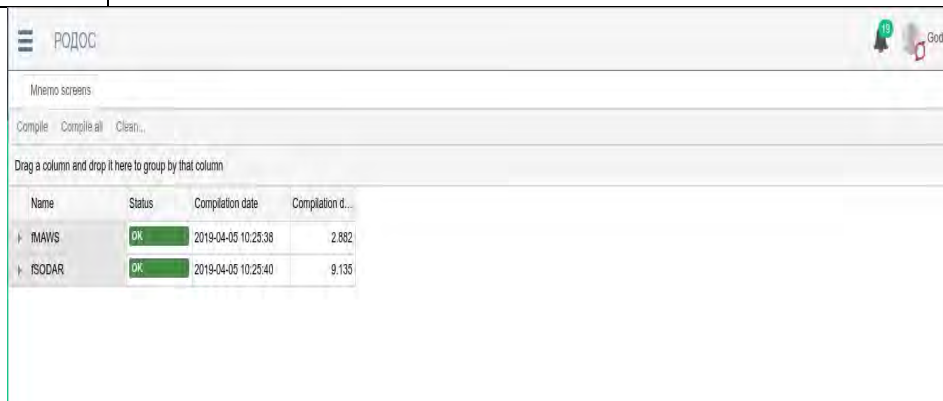 РОДОС 19 God
Mnemo screens
Compile Compile all Clean...
Drag a column and drop it here to group by that column
Name Status Compilation date Compilation d...
fMAWS OK 2019-04-05 10:25:38 2.882
fSODAR OK 2019-04-05 10:25:40 9.135